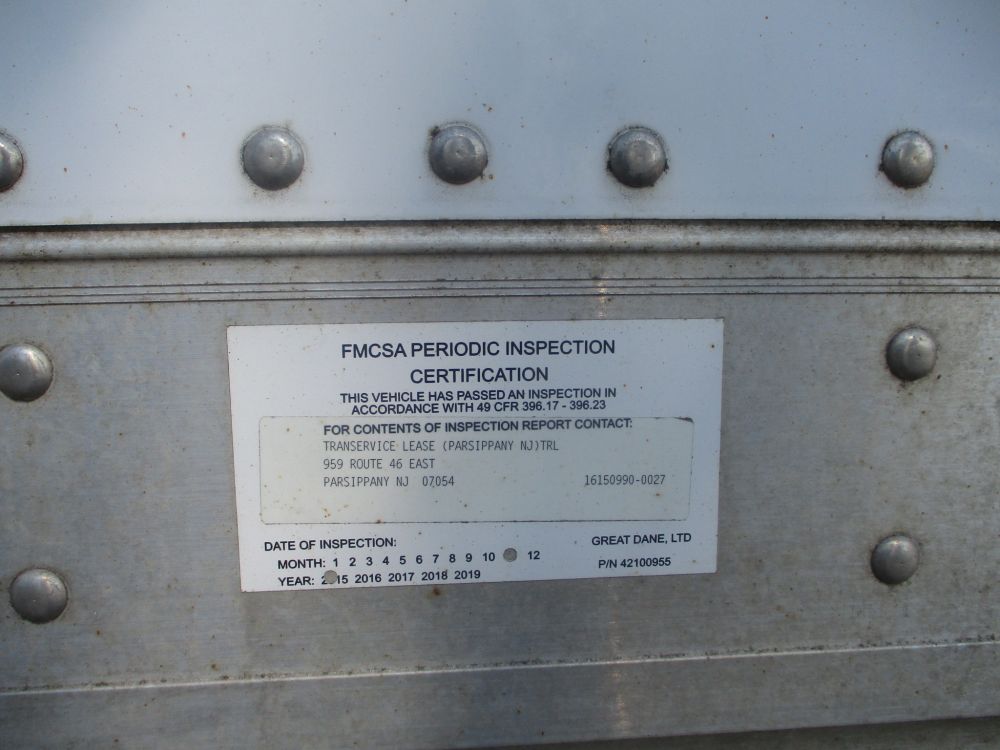 FMCSA PERIODIC INSPECTION
CERTIFICATION
THIS VEHICLE HAS PASSED AN INSPECTION IN
ACCORDANCE WITH 49 CFR 396.17 - 396.23
FOR CONTENTS OF INSPECTION REPORT CONTACT:
TRANSERVICE LEASE (PARSIPPANY NJ)TRL
959 ROUTE 46 EAST
PARSIPPANY NJ 07054 16150990-0027
DATE OF INSPECTION: GREAT DANE, LTD
MONTH: 1 2 3 4 5 6 7 8 9 10 12 P/N 42100955
YEAR: 2 15 2016 2017 2018 2019